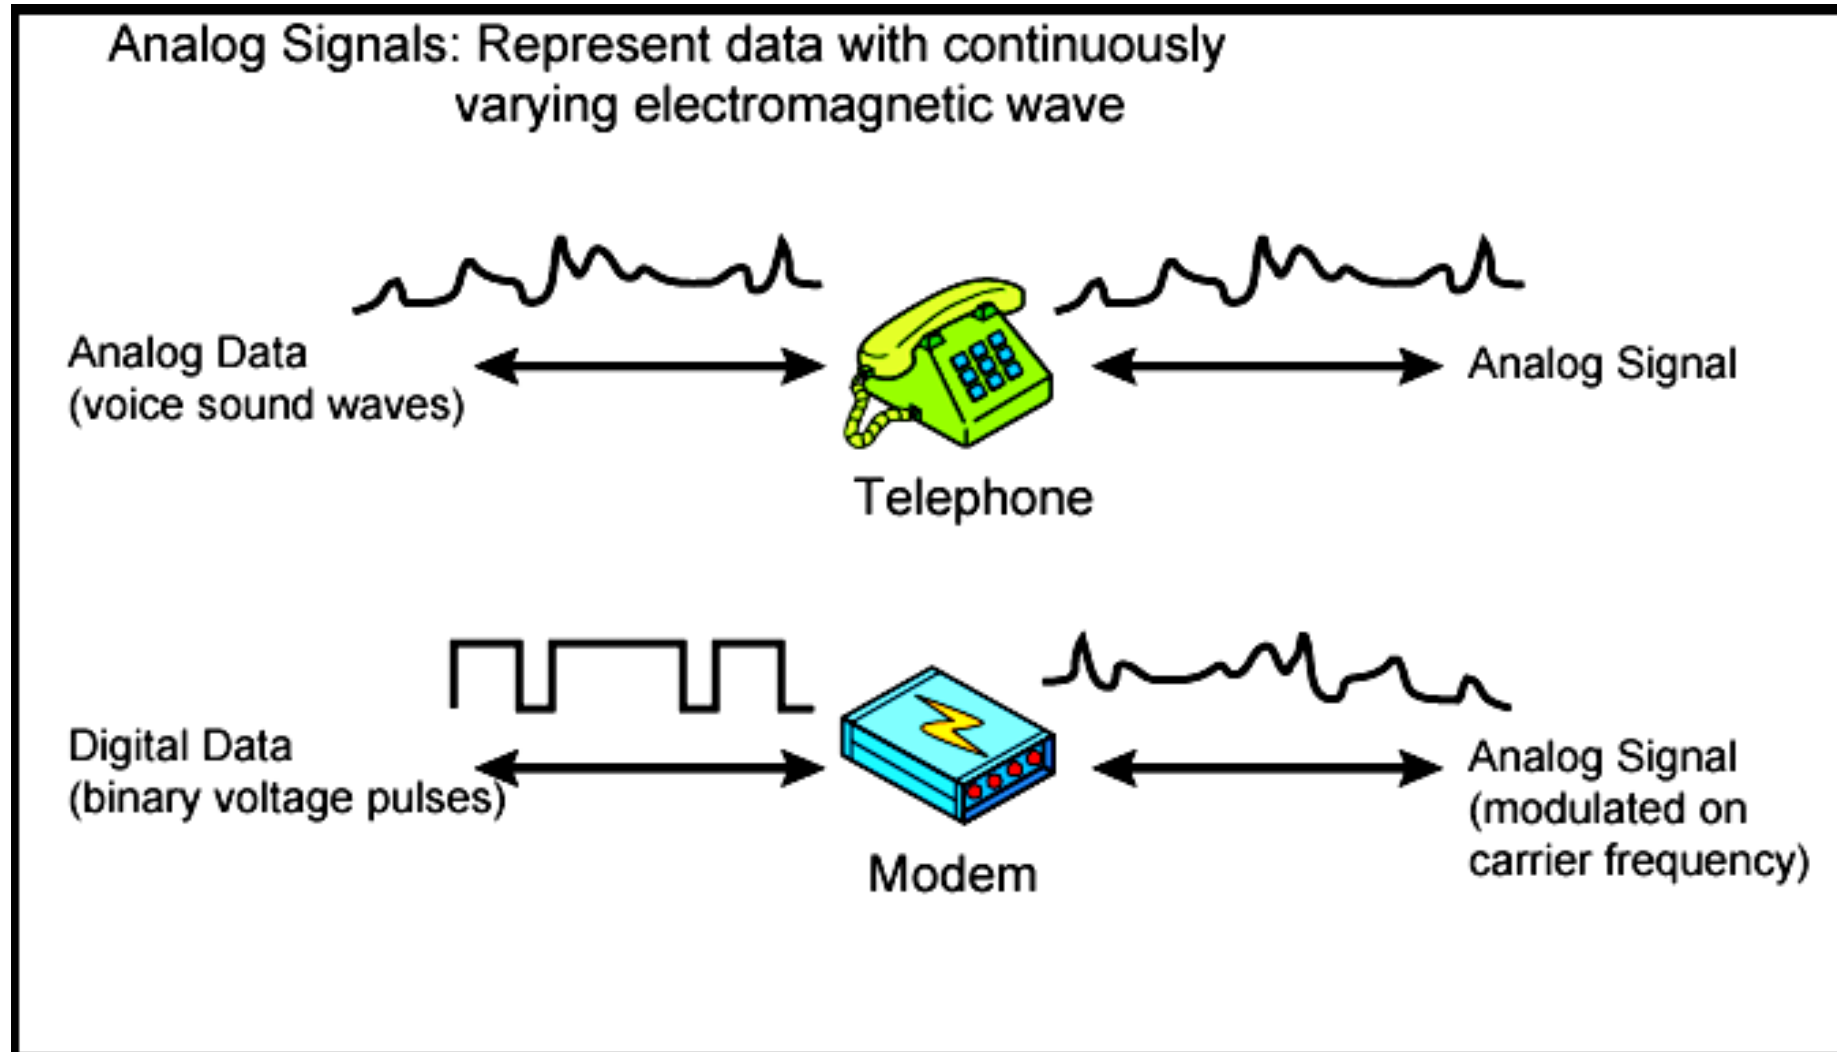 Analog Signals: Represent data with continuously
varying electromagnetic wave
Analog Data
(voice sound waves)
Analog Signal
Telephone
Digital Data
(binary voltage pulses)
Analog Signal
(modulated on
carrier frequency)
Modem